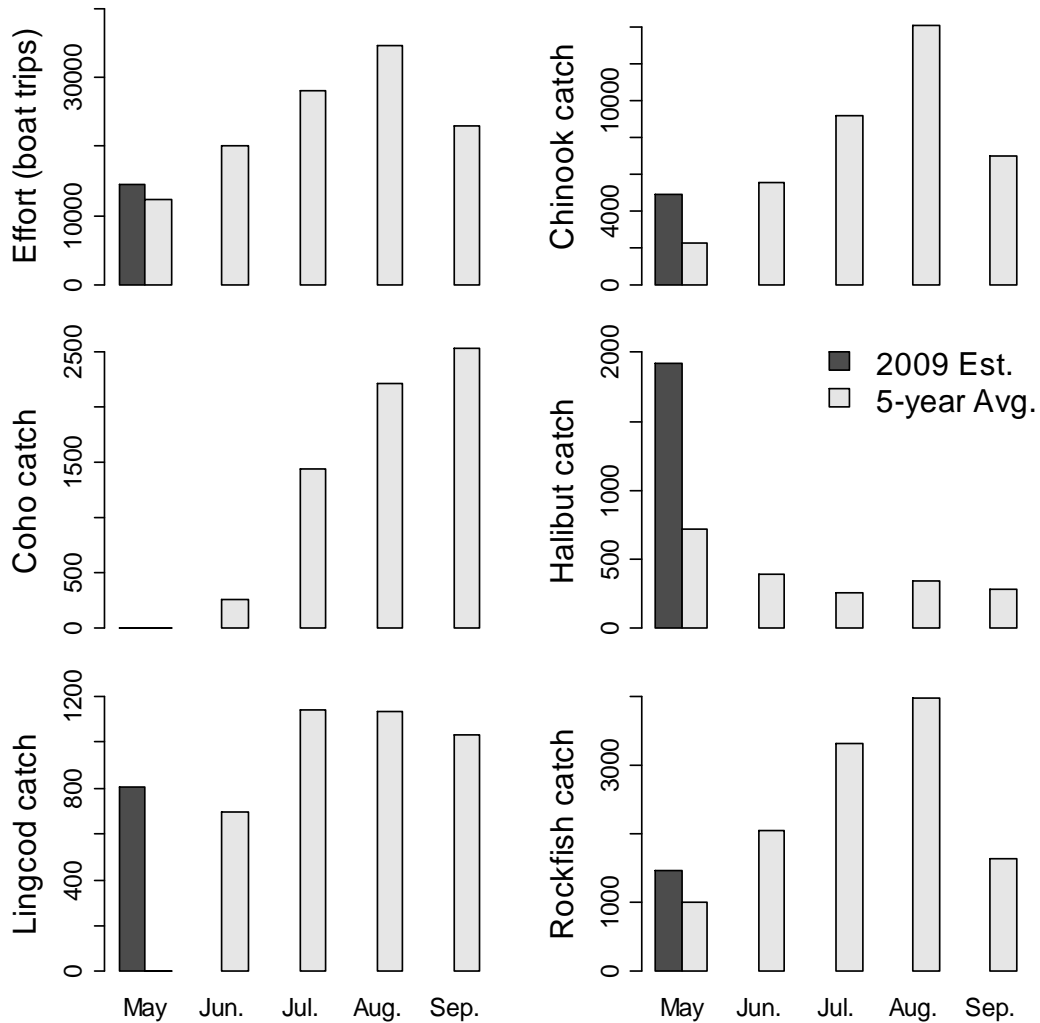 Effort (boat trips)
0 10000 30000
Chinook catch
0 4000 10000
Coho catch
0 500 1500 2500
Halibut catch
0 500 1000 2000
2009 Est.
5-year Avg.
Lingcod catch
0 400 800 1200
Rockfish catch
0 1000 3000
May Jun. Jul. Aug. Sep.
May Jun. Jul. Aug. Sep.